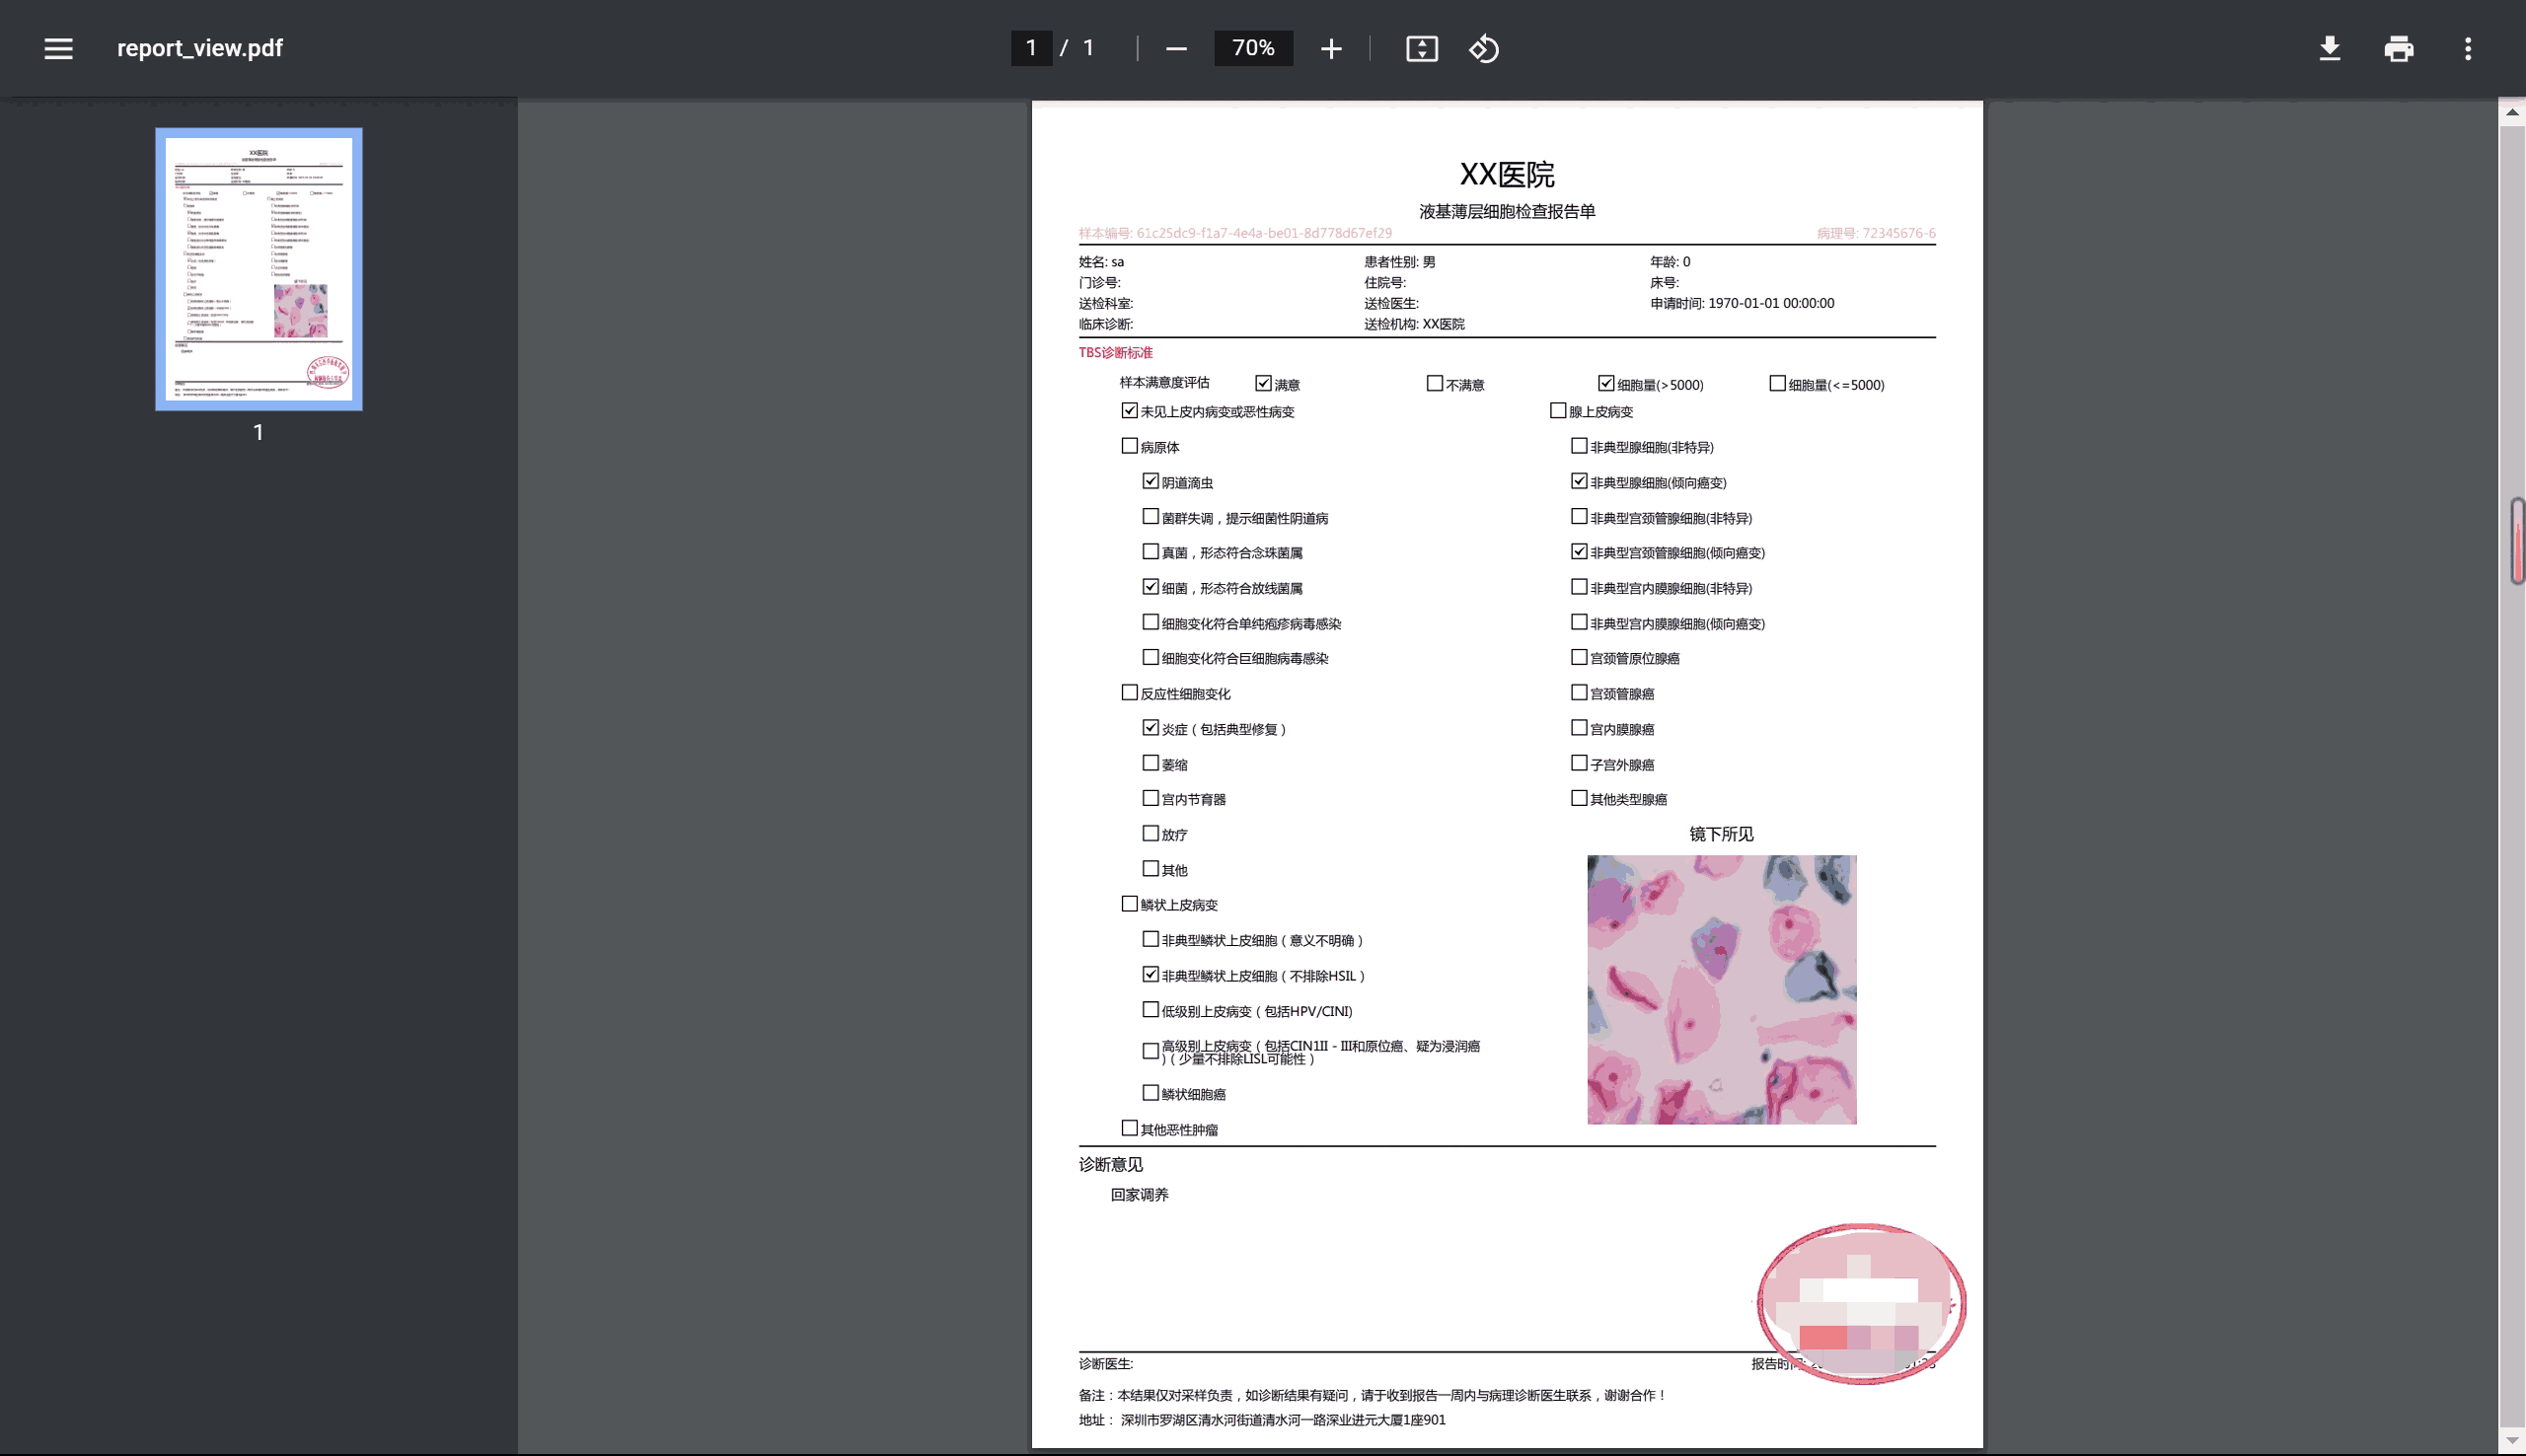 report_view.pdf
1 / 1
70%
1
XX医院
液基薄层细胞检查报告单
样本编号: 61c25dc9-f1a7-4e4a-be01-8d778d67ef29 病理号: 72345676-6
姓名: sa 患者性别: 男 年龄: 0
门诊号: 住院号: 床号:
送检科室: 送检医生: 申请时间: 1970-01-01 00:00:00
临床诊断: 送检机构: XX医院
TBS诊断标准
样本满意度评估 满意 不满意 细胞量(>5000) 细胞量(<=5000)
未见上皮内病变或恶性病变 腺上皮病变
病原体 非典型腺细胞(非特异)
阴道滴虫 非典型腺细胞(倾向癌变)
菌群失调，提示细菌性阴道病 非典型宫颈管腺细胞(非特异)
真菌，形态符合念珠菌属 非典型宫颈管腺细胞(倾向癌变)
细菌，形态符合放线菌属 非典型宫内膜腺细胞(非特异)
细胞变化符合单纯疱疹病毒感染 非典型宫内膜腺细胞(倾向癌变)
细胞变化符合巨细胞病毒感染 宫颈管原位腺癌
反应性细胞变化 宫颈管腺癌
炎症（包括典型修复） 宫内膜腺癌
萎缩 子宫外腺癌
宫内节育器 其他类型腺癌
放疗 镜下所见
其他
鳞状上皮病变
非典型鳞状上皮细胞（意义不明确）
非典型鳞状上皮细胞（不排除HSIL）
低级别上皮病变（包括HPV/CINI)
高级别上皮病变（包括CIN1II - III和原位癌、疑为浸润癌
)（少量不排除LISL可能性）
鳞状细胞癌
其他恶性肿瘤
诊断意见
回家调养
诊断医生: 报告时间:
备注：本结果仅对采样负责，如诊断结果有疑问，请于收到报告一周内与病理诊断医生联系，谢谢合作！
地址： 深圳市罗湖区清水河街道清水河一路深业进元大厦1座901